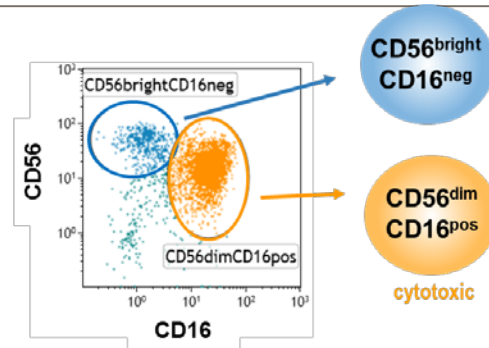 CD56bright
CD16neg
10³
CD56brightCD16neg
10²
CD56
10¹
10⁰
CD56dimCD16pos
10⁰ 10¹ 10² 10³
CD16
CD56dim
CD16pos
cytotoxic